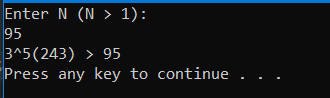 Enter N (N > 1):
95
3^5(243) > 95
Press any key to continue . . .